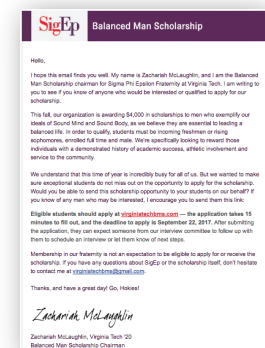 SigEp Balanced Man Scholarship
Hello,
I hope this email finds you well. My name is Zachariah McLaughlin, and I am the Balanced
Man Scholarship chairman for Sigma Phi Epsilon Fraternity at Virginia Tech. I am writing to
you to see if you know of anyone who would be interested or qualified to apply for our
scholarship.
This fall, our organization is awarding $4,000 in scholarships to men who exemplify our
ideals of Sound Mind and Sound Body, as we believe they are essential to leading a
balanced life. In order to qualify, students must be incoming freshmen or rising
sophomores, enrolled full time and male. We're specifically looking to reward those
individuals with a demonstrated history of academic success, athletic involvement and
service to the community.
We understand that this time of year is incredibly busy for all of us. But we wanted to make
sure exceptional students do not miss out on the opportunity to apply for the scholarship.
Would you be able to send this scholarship opportunity to your students on our behalf? If
you know of any men who may be interested, I encourage you to send them this link:
Eligible students should apply at virginiatechbms.com — the application takes 15
minutes to fill out, and the deadline to apply is September 22, 2017. After submitting
the application, they can expect someone from our interview committee to follow up with
them to schedule an interview or let them know of next steps.
Membership in our fraternity is not an expectation to be eligible to apply for or receive the
scholarship. If you have any questions about SigEp or the scholarship itself, don't hesitate
to contact me at virginiatechbms@gmail.com.
Thanks, and have a great day! Go, Hokies!
Zachariah McLaughlin
Zachariah McLaughlin, Virginia Tech '20
Balanced Man Scholarship Chairman